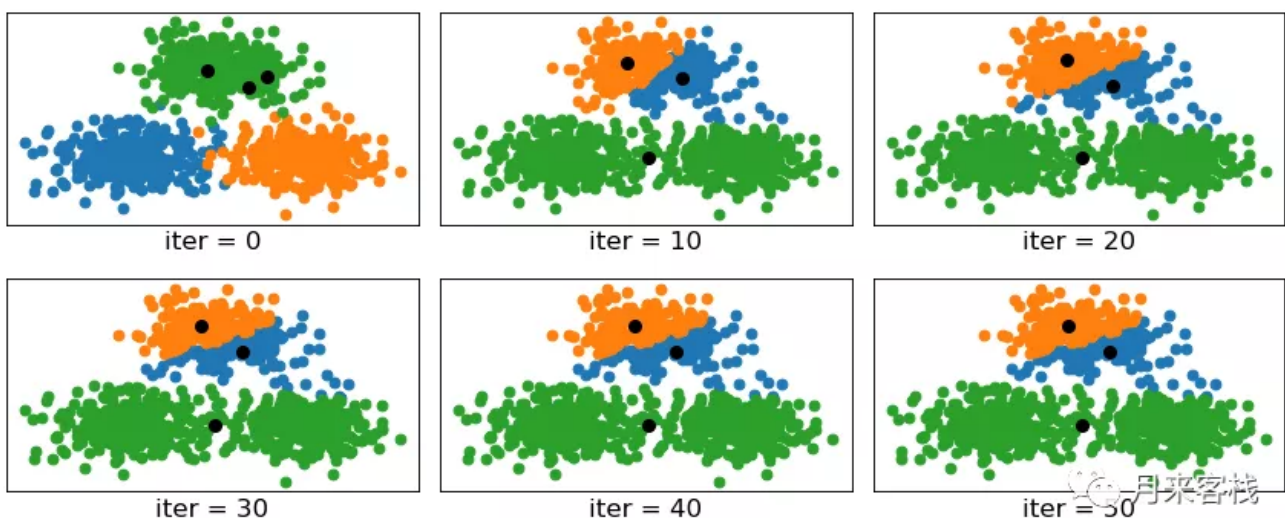 iter = 0
iter = 10
iter = 20
iter = 30
iter = 40
iter = 50
月来客栈